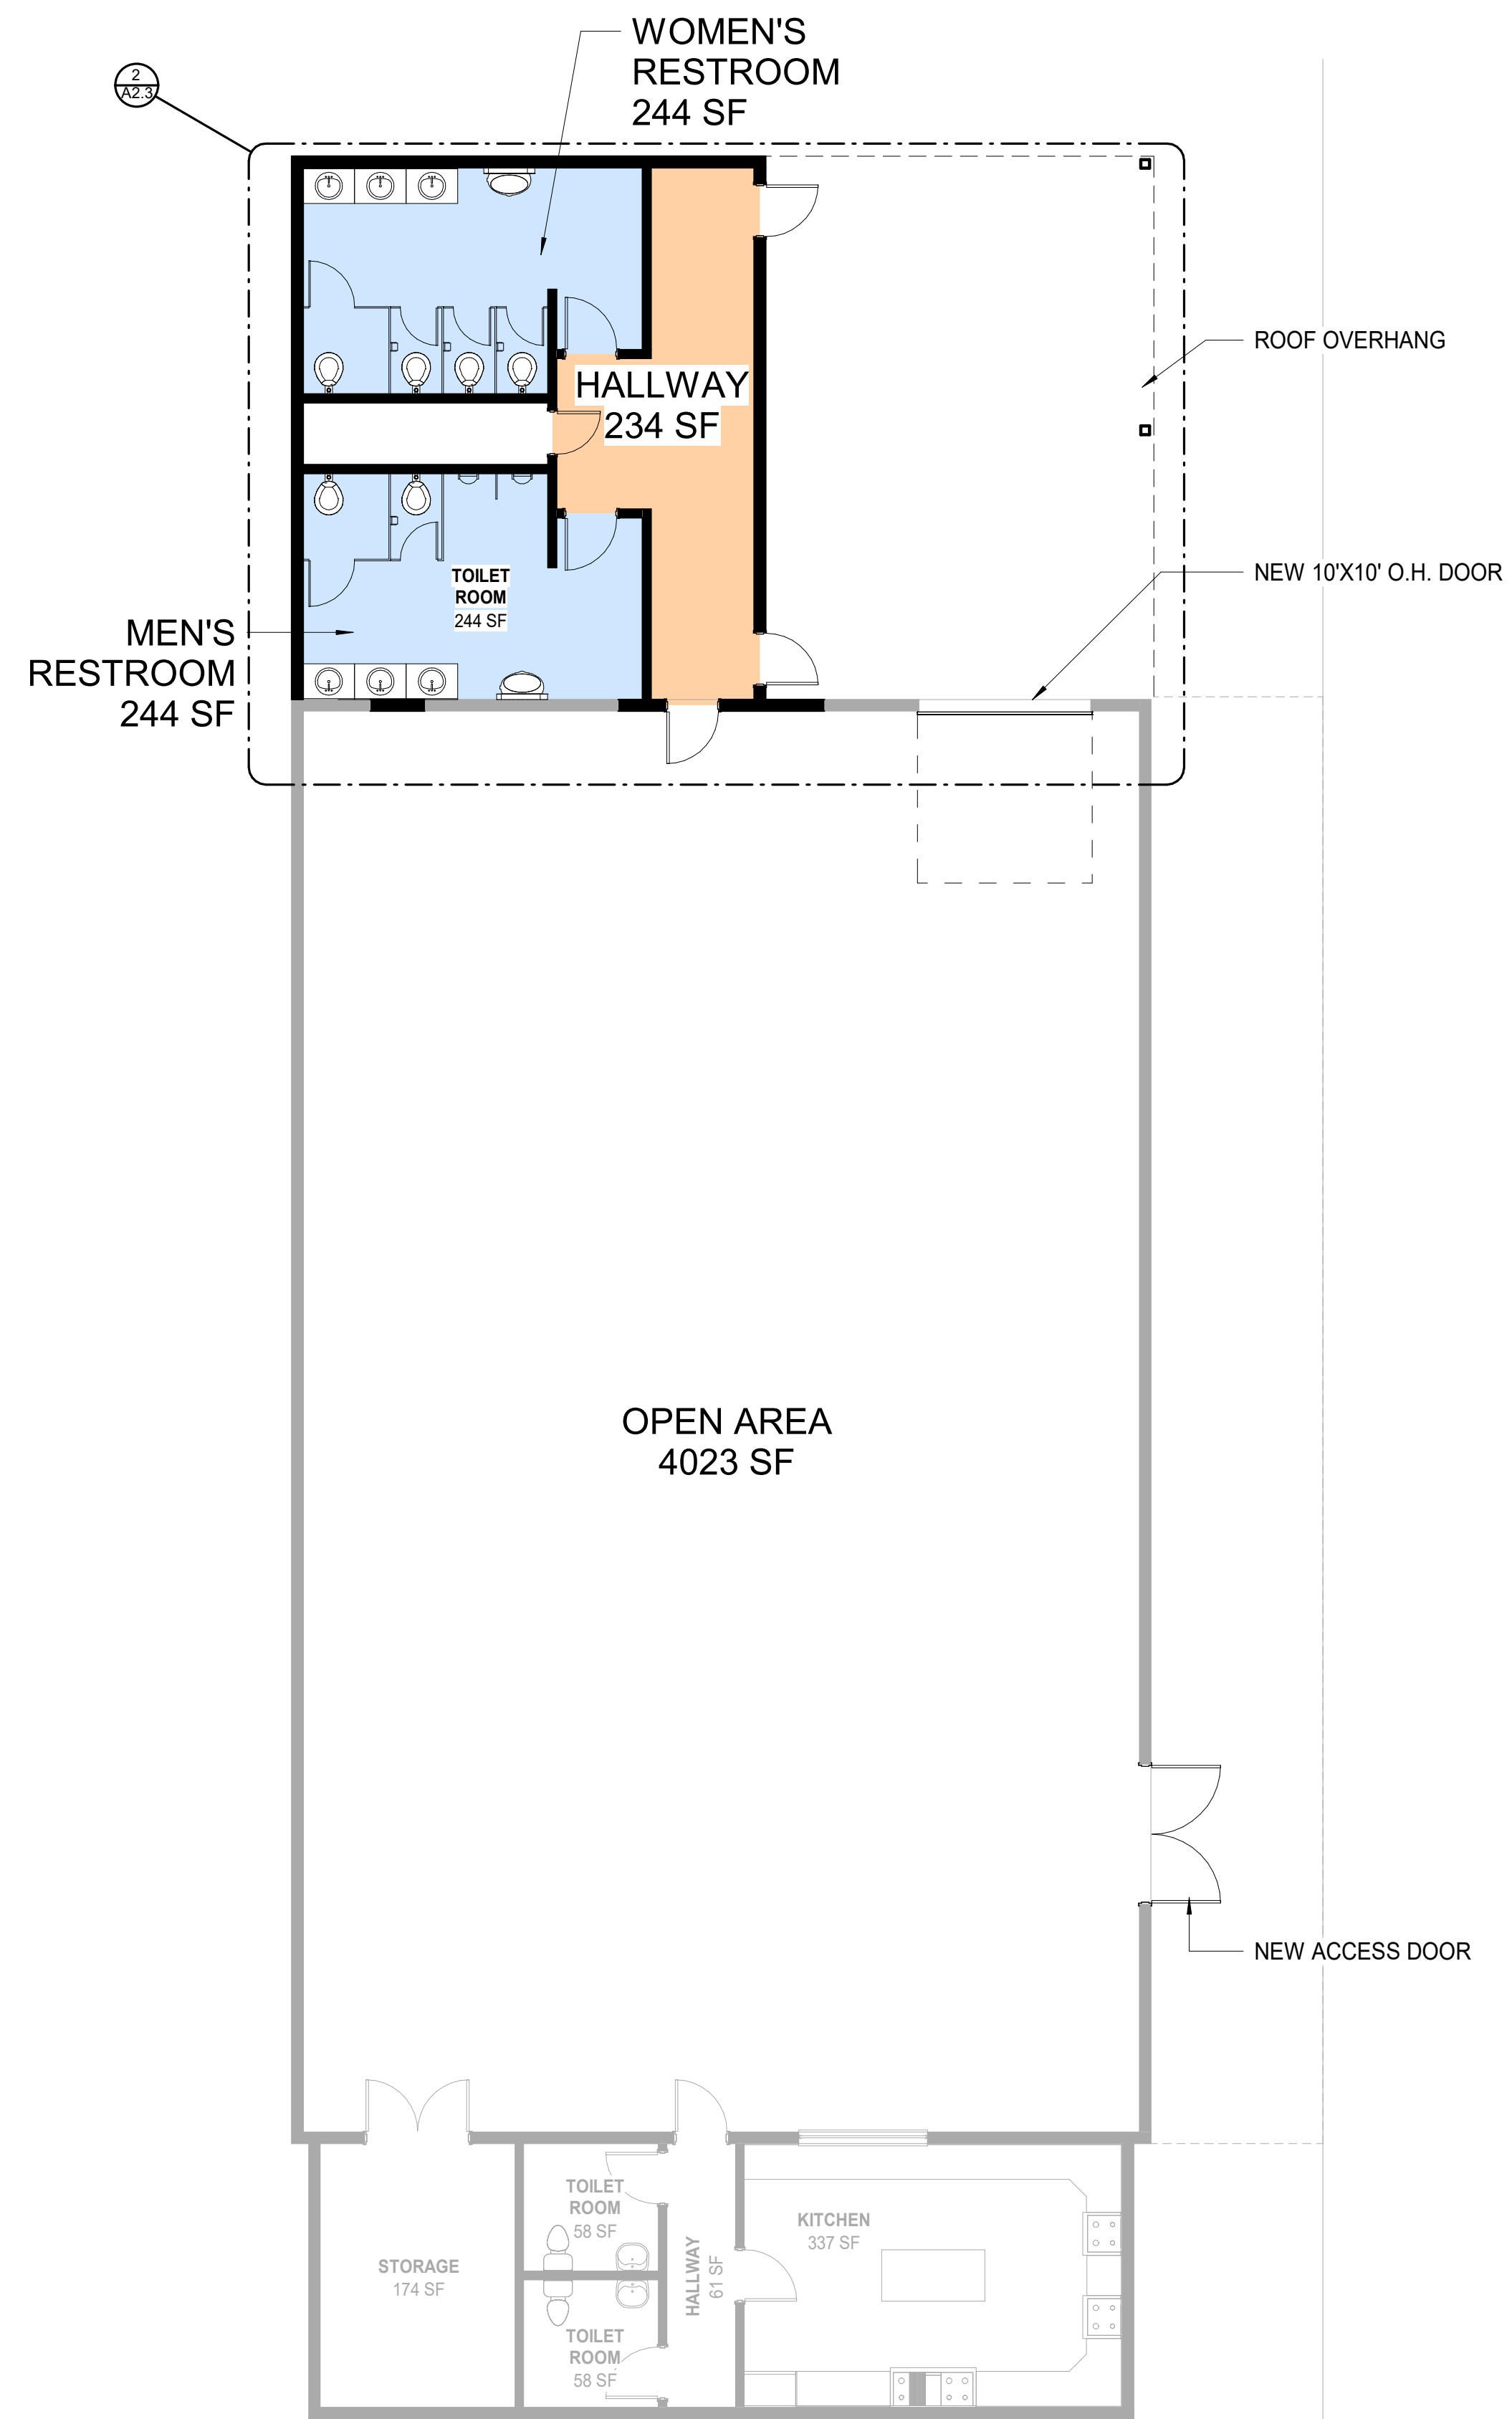 WOMEN'S
RESTROOM
244 SF
2
A2.3
ROOF OVERHANG
HALLWAY
234 SF
NEW 10'X10' O.H. DOOR
TOILET
ROOM
244 SF
MEN'S
RESTROOM
244 SF
OPEN AREA
4023 SF
NEW ACCESS DOOR
TOILET
ROOM
58 SF
KITCHEN
337 SF
STORAGE
174 SF
HALLWAY
61 SF
TOILET
ROOM
58 SF